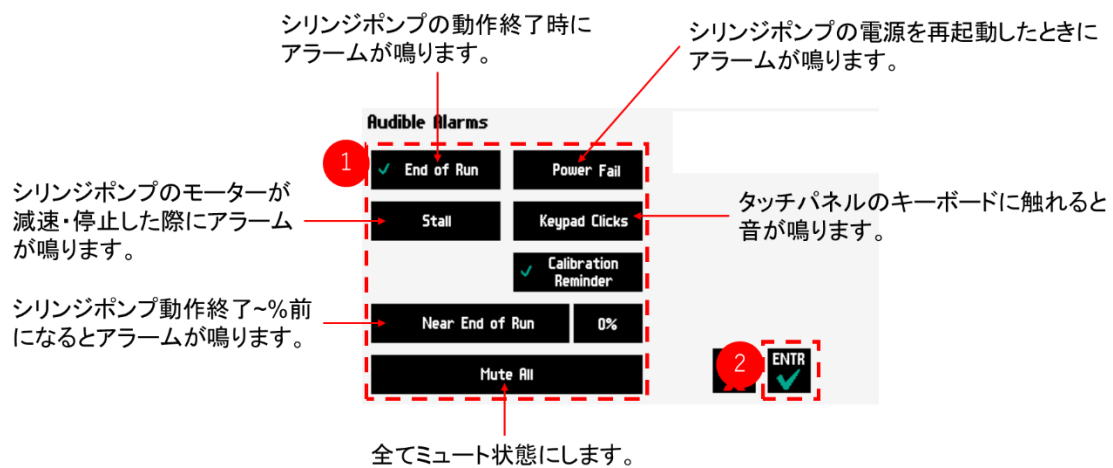 シリンジポンプの動作終了時に
アラームが鳴ります。
シリンジポンプの電源を再起動したときに
アラームが鳴ります。
Audible Alarms
1
✓ End of Run
Power Fail
シリンジポンプのモーターが
減速・停止した際にアラーム
が鳴ります。
Stall
Keypad Clicks
タッチパネルのキーボードに触れると
音が鳴ります。
✓ Calibration
Reminder
シリンジポンプ動作終了~%前
になるとアラームが鳴ります。
Near End of Run
0%
Mute All
2
ENTR
全てミュート状態にします。